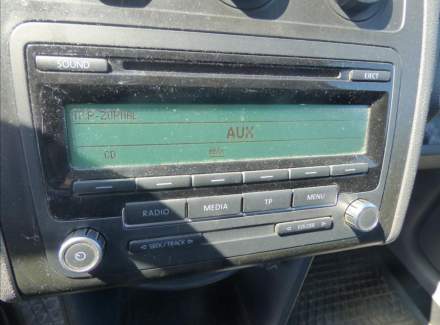 SOUND
EJECT
AUX
CD
RADIO
MEDIA
TP
MENU
< SEEK/TRACK >